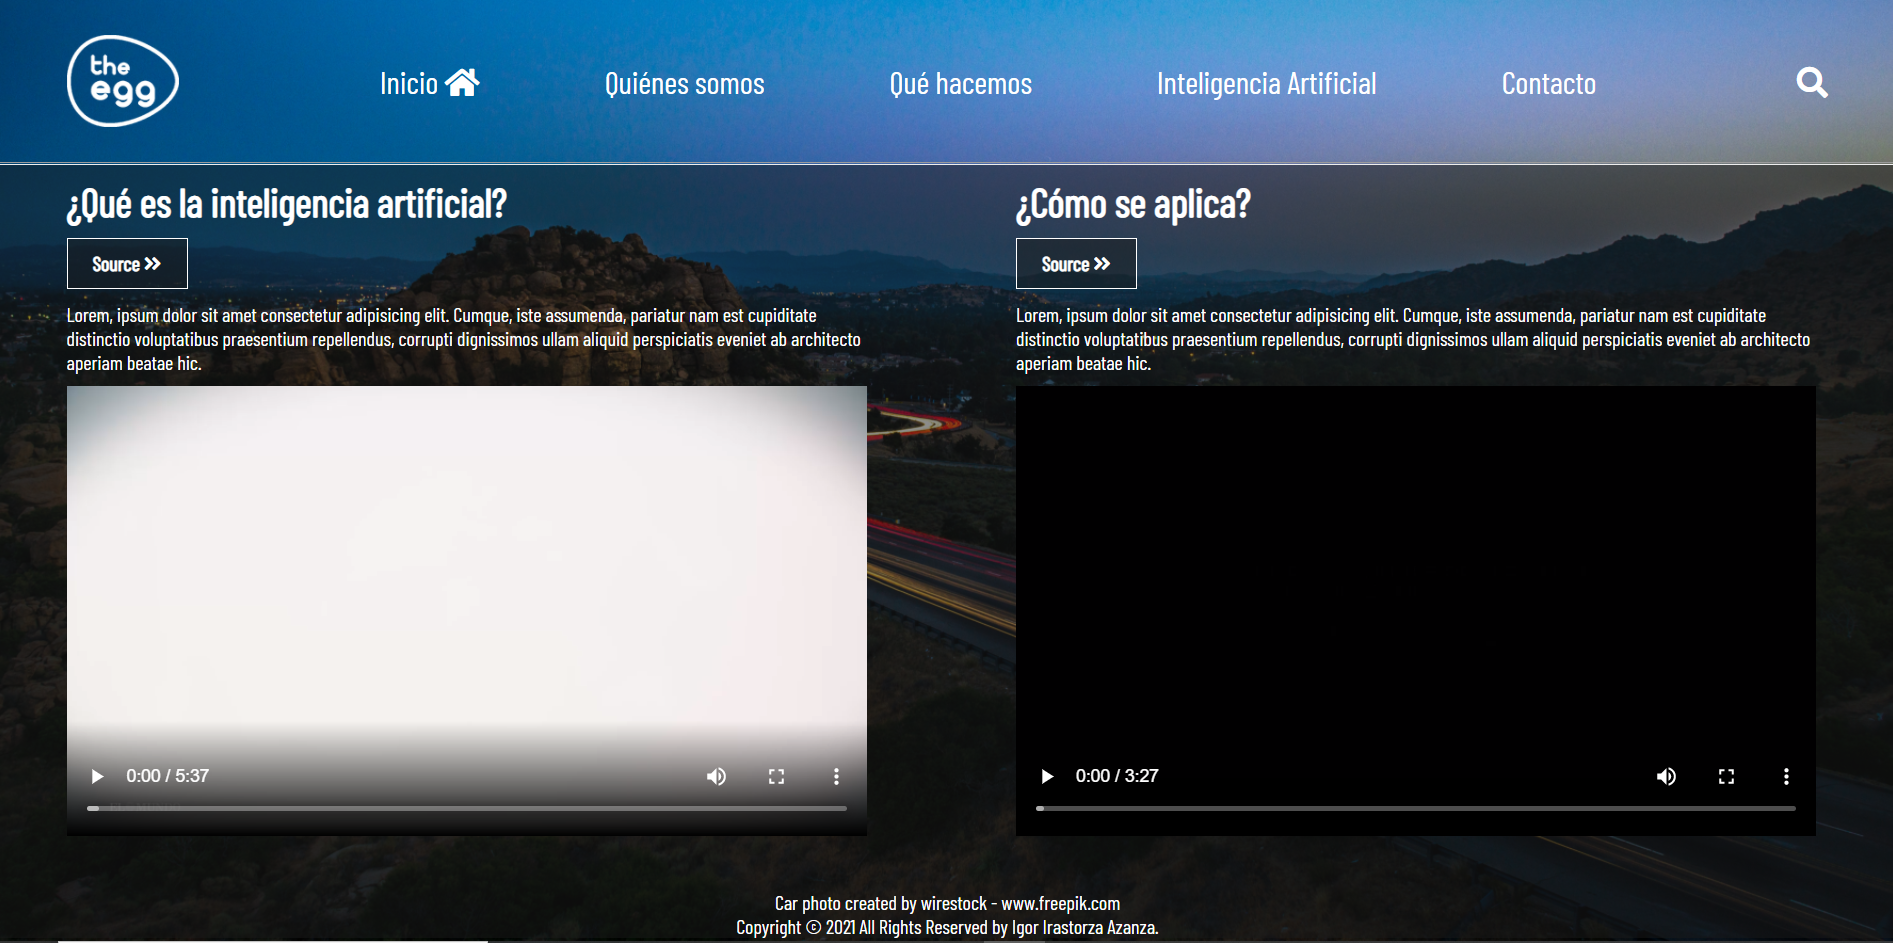 the
egg
Inicio
Quiénes somos
Qué hacemos
Inteligencia Artificial
Contacto
¿Qué es la inteligencia artificial?
Source
Lorem, ipsum dolor sit amet consectetur adipisicing elit. Cumque, iste assumenda, pariatur nam est cupiditate
distinctio voluptatibus praesentium repellendus, corrupti dignissimos ullam aliquid perspiciatis eveniet ab architecto
aperiam beatae hic.
0:00 / 5:37
¿Cómo se aplica?
Source
Lorem, ipsum dolor sit amet consectetur adipisicing elit. Cumque, iste assumenda, pariatur nam est cupiditate
distinctio voluptatibus praesentium repellendus, corrupti dignissimos ullam aliquid perspiciatis eveniet ab architecto
aperiam beatae hic.
0:00 / 3:27
Car photo created by wirestock - www.freepik.com
Copyright © 2021 All Rights Reserved by Igor Irastorza Azanza.